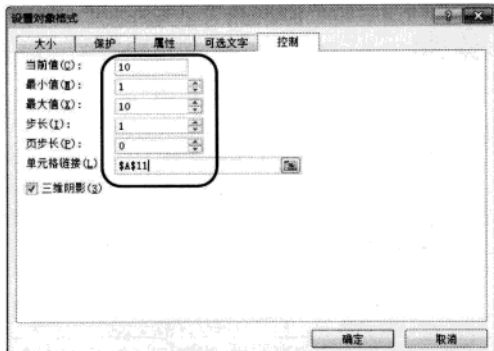 设置对象格式
大小 保护 属性 可选文字 控制
当前值(C): 10
最小值(M): 1
最大值(X): 10
步长(I): 1
页步长(P): 0
单元格链接(L) $A$11
三维阴影(3)
确定 取消